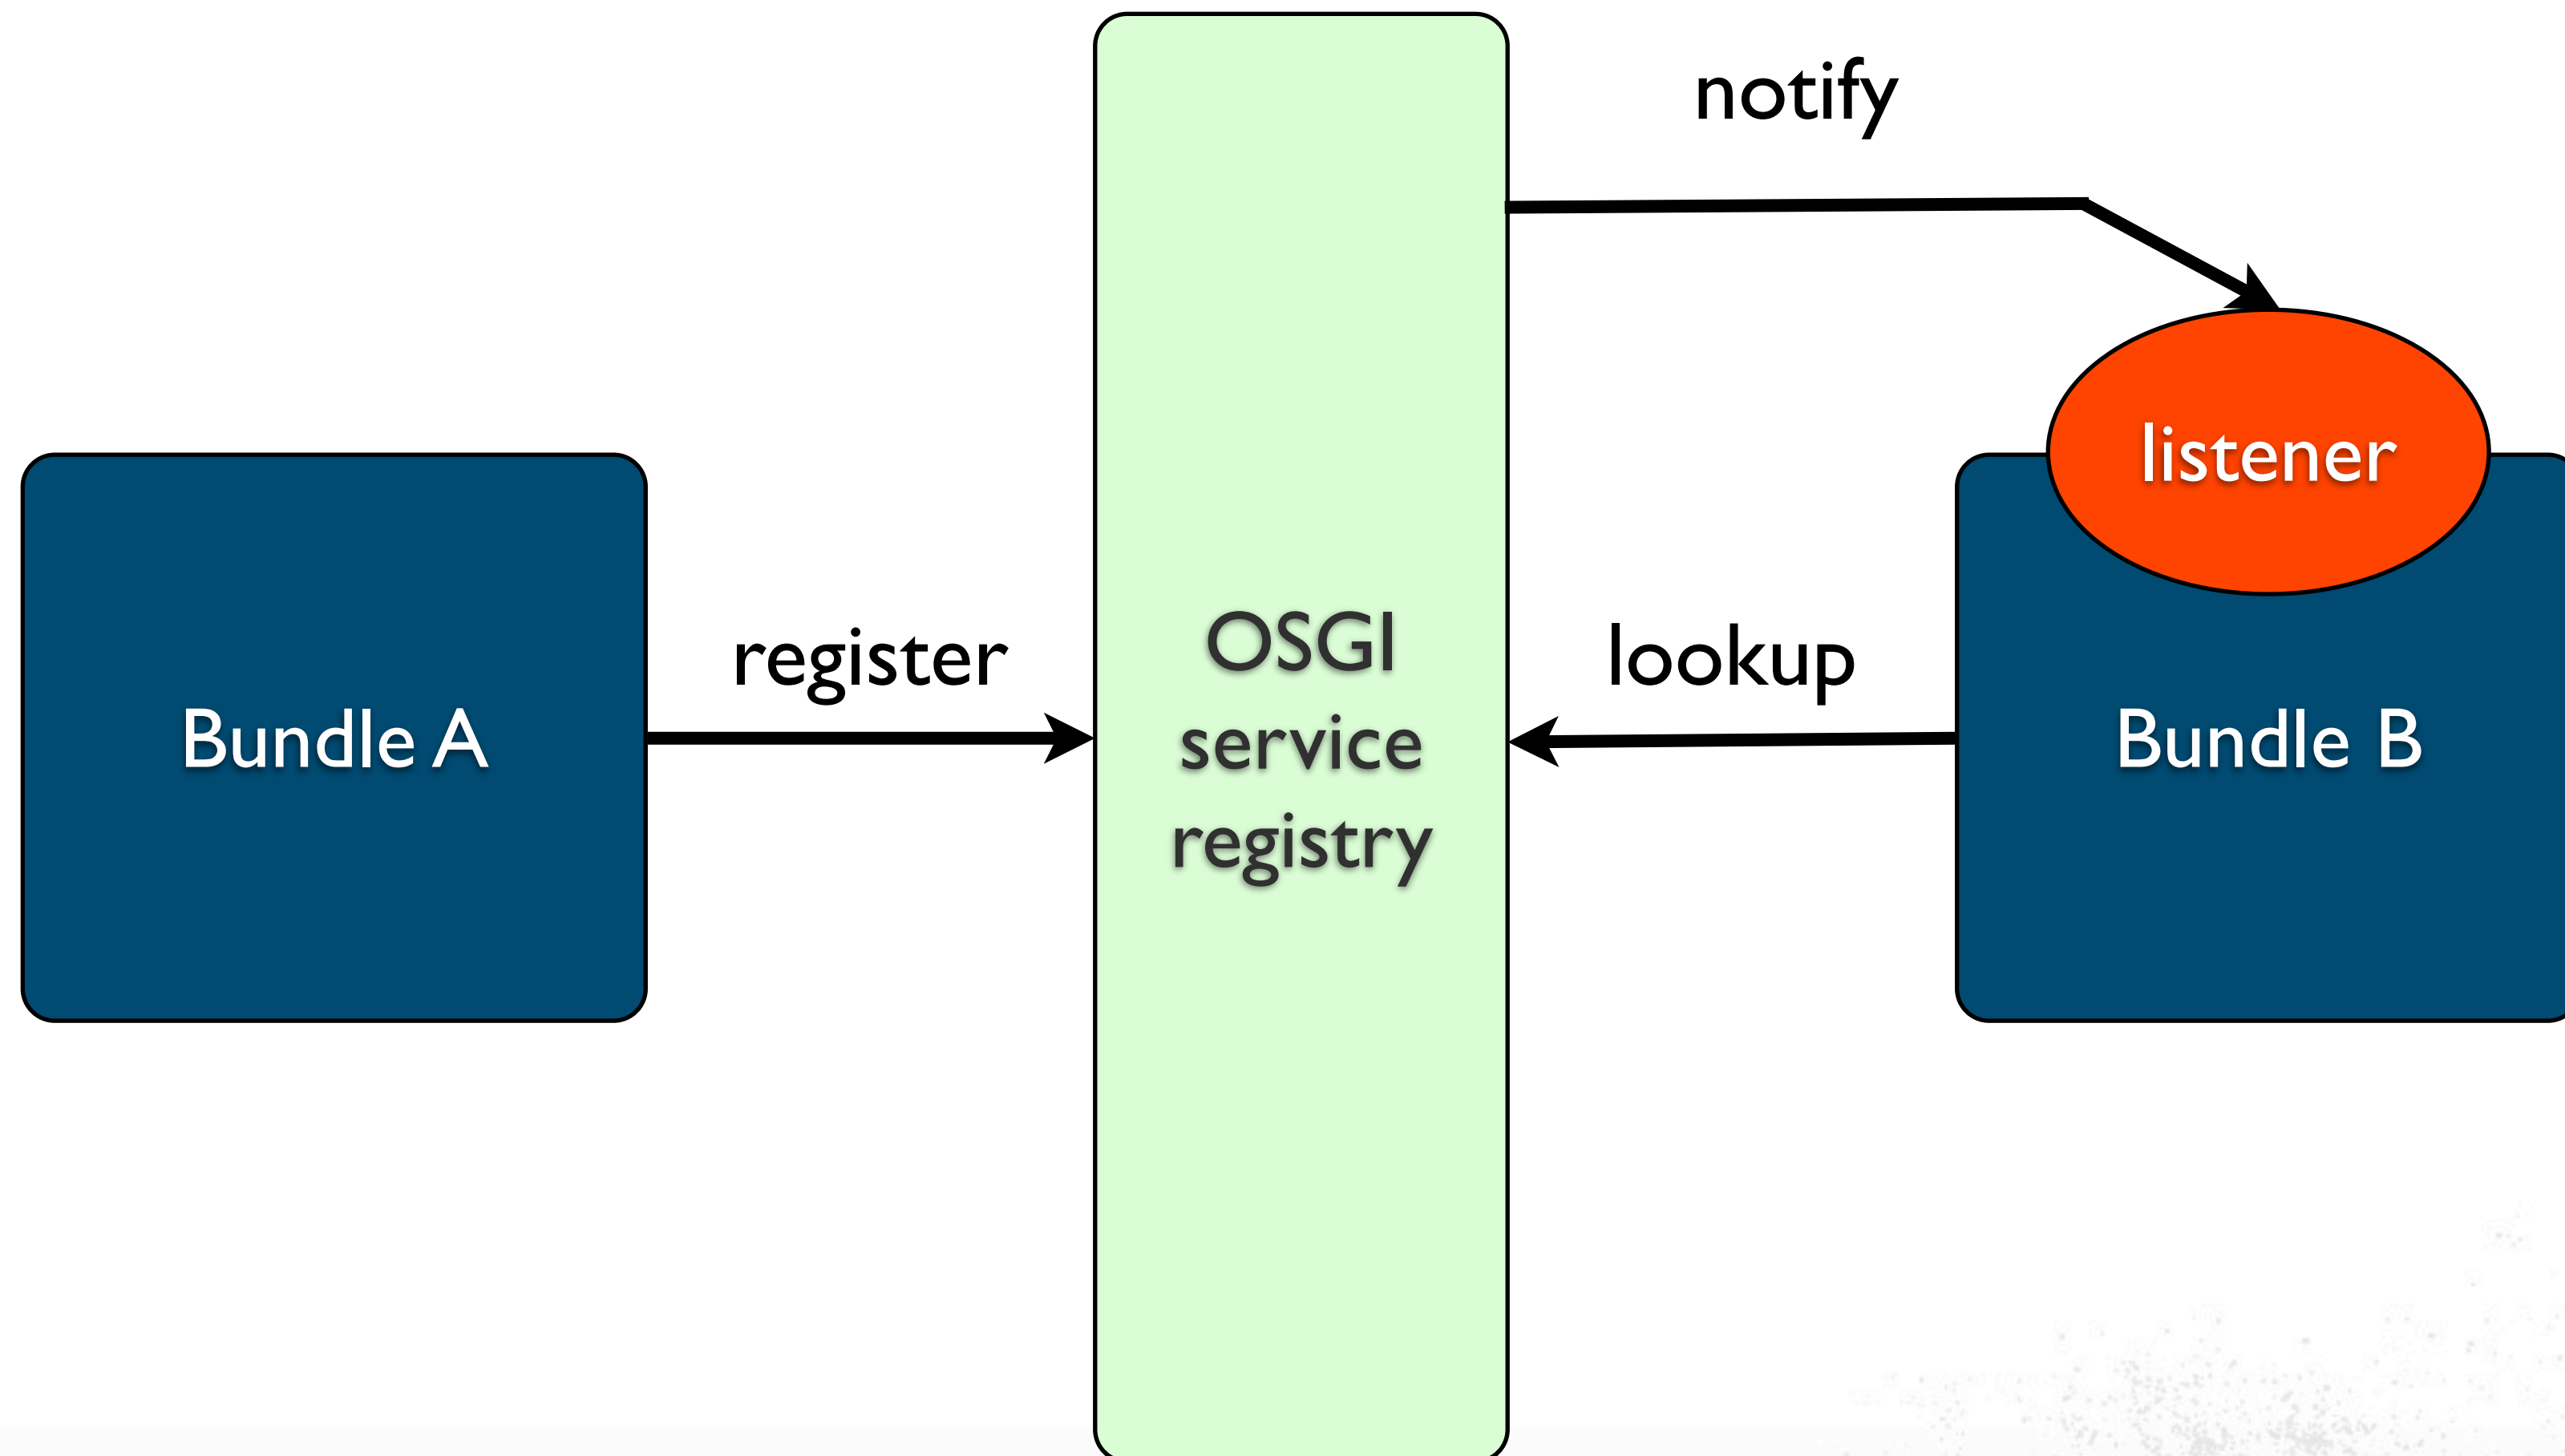 notify
listener
register
OSGI
service
registry
lookup
Bundle A
Bundle B